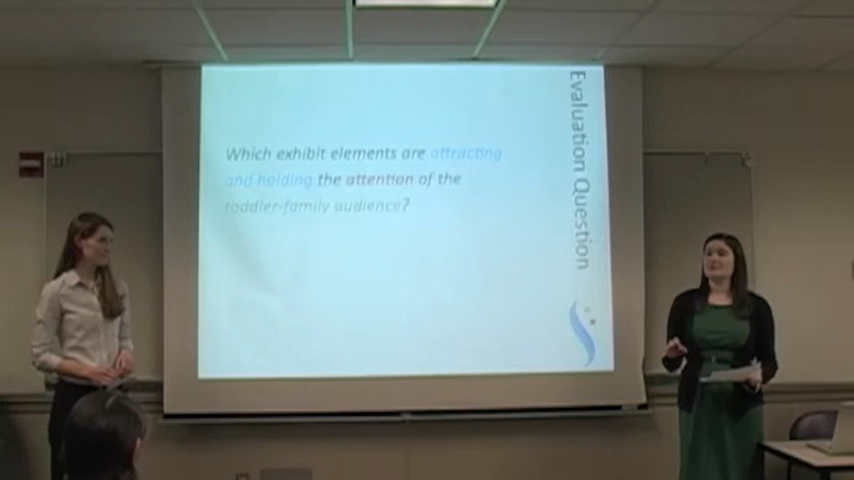 Which exhibit elements are attracting
and holding the attention of the
toddler-family audience?
Evaluation Question